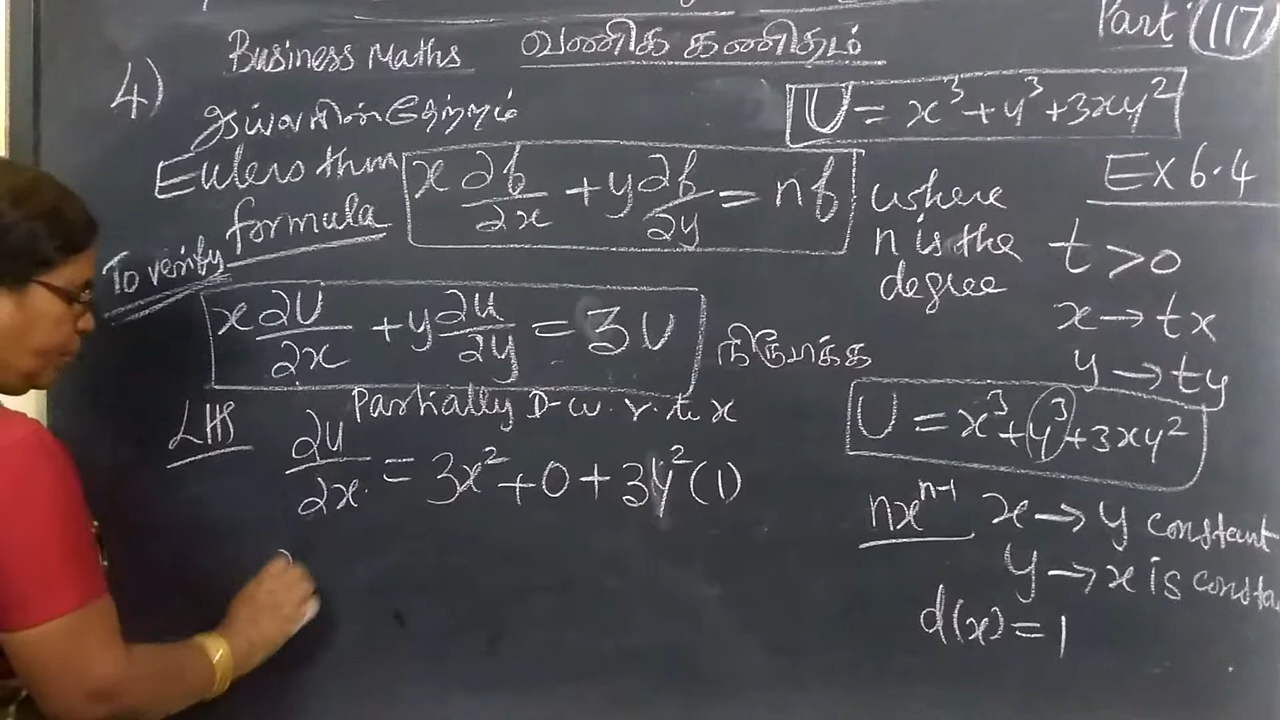 Business Maths வணிக கணிதம் Part 117
4) U = x³ + y³ + 3xy²
Eulers thm formula x ∂f/∂x + y ∂f/∂y = nf where n is the degree
Ex 6.4
t > 0
x → tx
y → ty
To verify
x ∂U/∂x + y ∂u/∂y = 3U நிரூபிக்க
U = x³ + y³ + 3xy²
LHS Partially D.w.r.to x
∂u/∂x = 3x² + 0 + 3y²(1)
nxⁿ⁻¹ x → y constant
y → x is consta
d(x) = 1